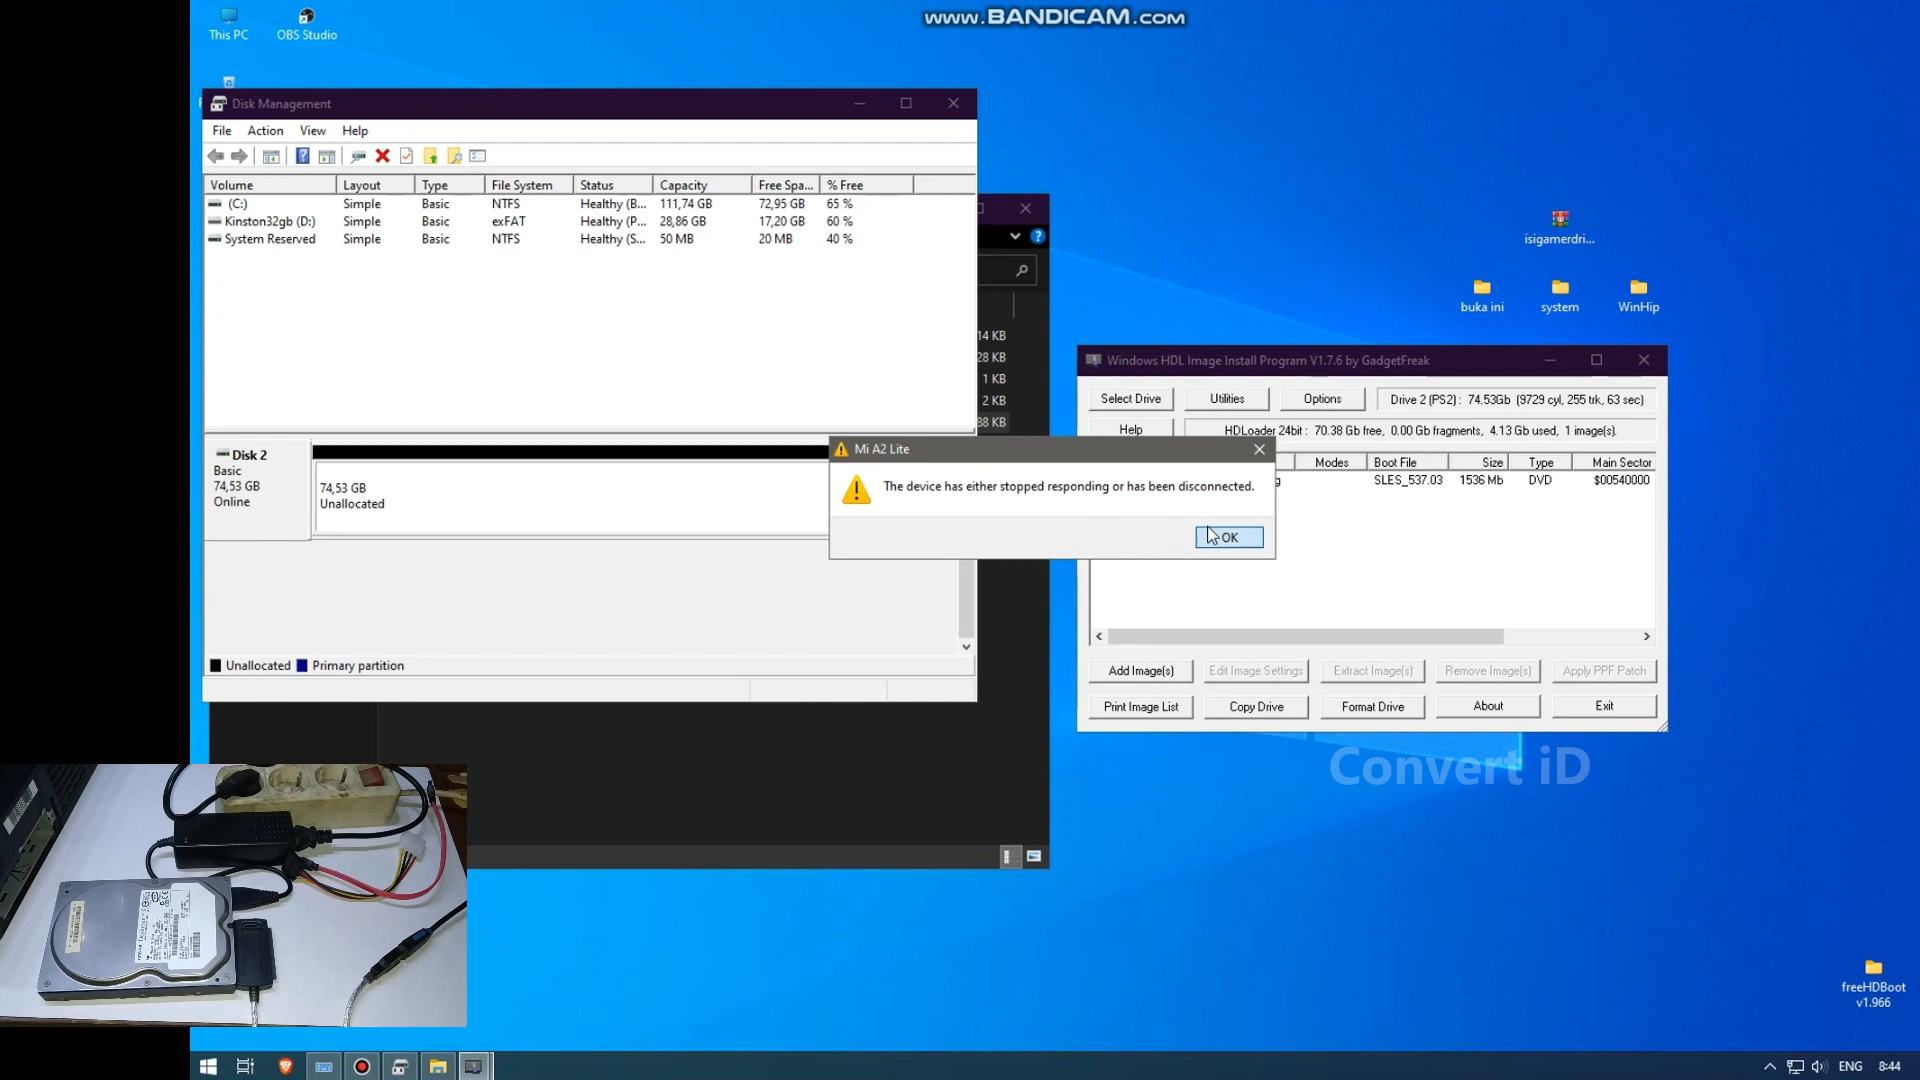 www.BANDICAM.com
This PC
OBS Studio
Disk Management
File Action View Help
Volume Layout Type File System Status Capacity Free Spa... % Free
(C:) Simple Basic NTFS Healthy (B... 111,74 GB 72,95 GB 65 %
Kinston32gb (D:) Simple Basic exFAT Healthy (P... 28,86 GB 17,20 GB 60 %
System Reserved Simple Basic NTFS Healthy (S... 50 MB 20 MB 40 %
14 KB
28 KB
1 KB
2 KB
38 KB
Disk 2
Basic
74,53 GB
Online
74,53 GB
Unallocated
Unallocated Primary partition
isigamerdri...
buka ini
system
WinHip
Windows HDL Image Install Program V1.7.6 by GadgetFreak
Select Drive Utilities Options Drive 2 (PS2) : 74.53Gb (9729 cyl, 255 trk, 63 sec)
Help HDLoader 24bit : 70.38 Gb free, 0.00 Gb fragments, 4.13 Gb used, 1 image(s).
Modes Boot File Size Type Main Sector
g SLES_537.03 1536 Mb DVD $00540000
Mi A2 Lite
The device has either stopped responding or has been disconnected.
OK
Add Image(s) Edit Image Settings Extract Image(s) Remove Image(s) Apply PPF Patch
Print Image List Copy Drive Format Drive About Exit
Convert iD
freeHDBoot
v1.966
ENG 8:44